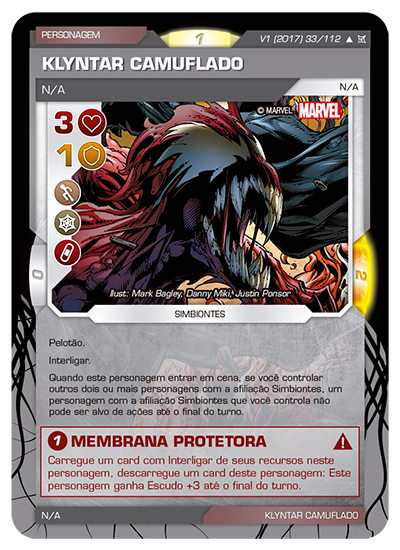 PERSONAGEM
1
V1 (2017) 33/112 ▲
KLYNTAR CAMUFLADO
N/A
N/A
© MARVEL MARVEL
3
1
0
2
Ilust: Mark Bagley, Danny Miki, Justin Ponsor
SIMBIONTES
Pelotão.
Interligar.
Quando este personagem entrar em cena, se você controlar
outros dois ou mais personagens com a afiliação Simbiontes, um
personagem com a afiliação Simbiontes que você controla não
pode ser alvo de ações até o final do turno.
1 MEMBRANA PROTETORA
Carregue um card com Interligar de seus recursos neste
personagem, descarregue um card deste personagem: Este
personagem ganha Escudo +3 até o final do turno.
N/A
KLYNTAR CAMUFLADO